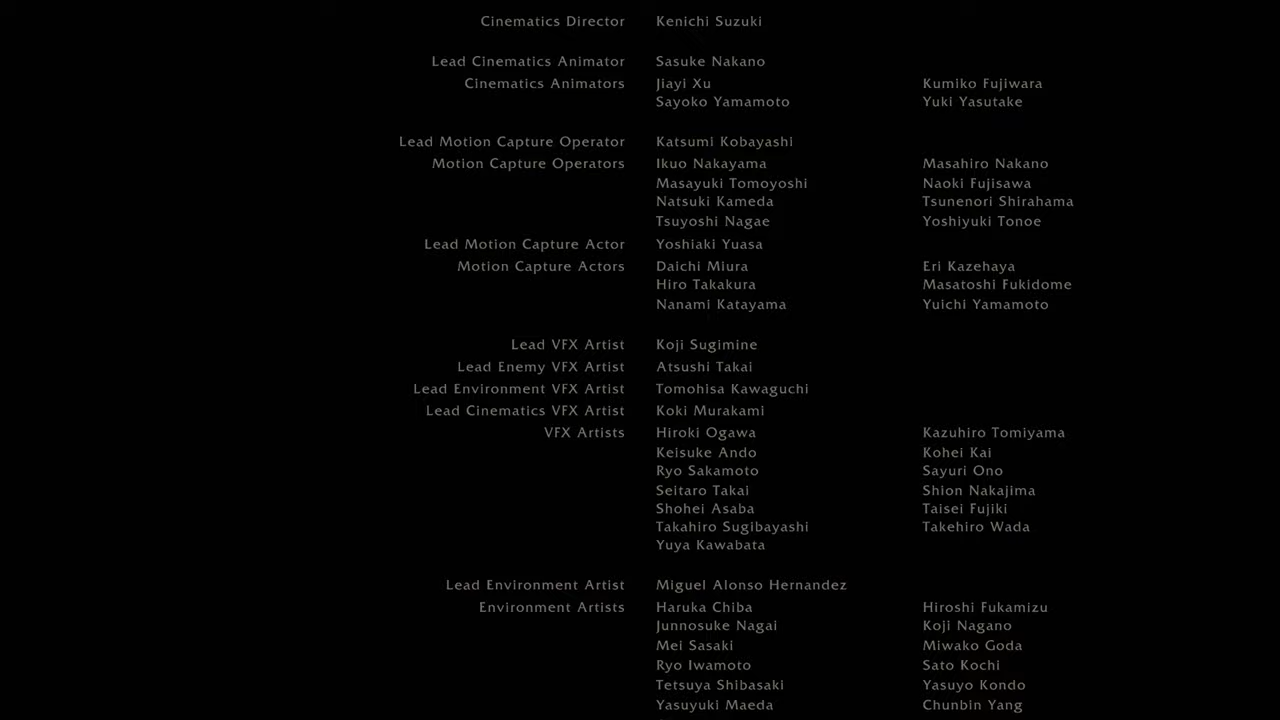 Cinematics Director Kenichi Suzuki
Lead Cinematics Animator Sasuke Nakano
Cinematics Animators Jiayi Xu Kumiko Fujiwara
Sayoko Yamamoto Yuki Yasutake
Lead Motion Capture Operator Katsumi Kobayashi
Motion Capture Operators Ikuo Nakayama Masahiro Nakano
Masayuki Tomoyoshi Naoki Fujisawa
Natsuki Kameda Tsunenori Shirahama
Tsuyoshi Nagae Yoshiyuki Tonoe
Lead Motion Capture Actor Yoshiaki Yuasa
Motion Capture Actors Daichi Miura Eri Kazehaya
Hiro Takakura Masatoshi Fukidome
Nanami Katayama Yuichi Yamamoto
Lead VFX Artist Koji Sugimine
Lead Enemy VFX Artist Atsushi Takai
Lead Environment VFX Artist Tomohisa Kawaguchi
Lead Cinematics VFX Artist Koki Murakami
VFX Artists Hiroki Ogawa Kazuhiro Tomiyama
Keisuke Ando Kohei Kai
Ryo Sakamoto Sayuri Ono
Seitaro Takai Shion Nakajima
Shohei Asaba Taisei Fujiki
Takahiro Sugibayashi Takehiro Wada
Yuya Kawabata
Lead Environment Artist Miguel Alonso Hernandez
Environment Artists Haruka Chiba Hiroshi Fukamizu
Junnosuke Nagai Koji Nagano
Mei Sasaki Miwako Goda
Ryo Iwamoto Sato Kochi
Tetsuya Shibasaki Yasuyo Kondo
Yasuyuki Maeda Chunbin Yang